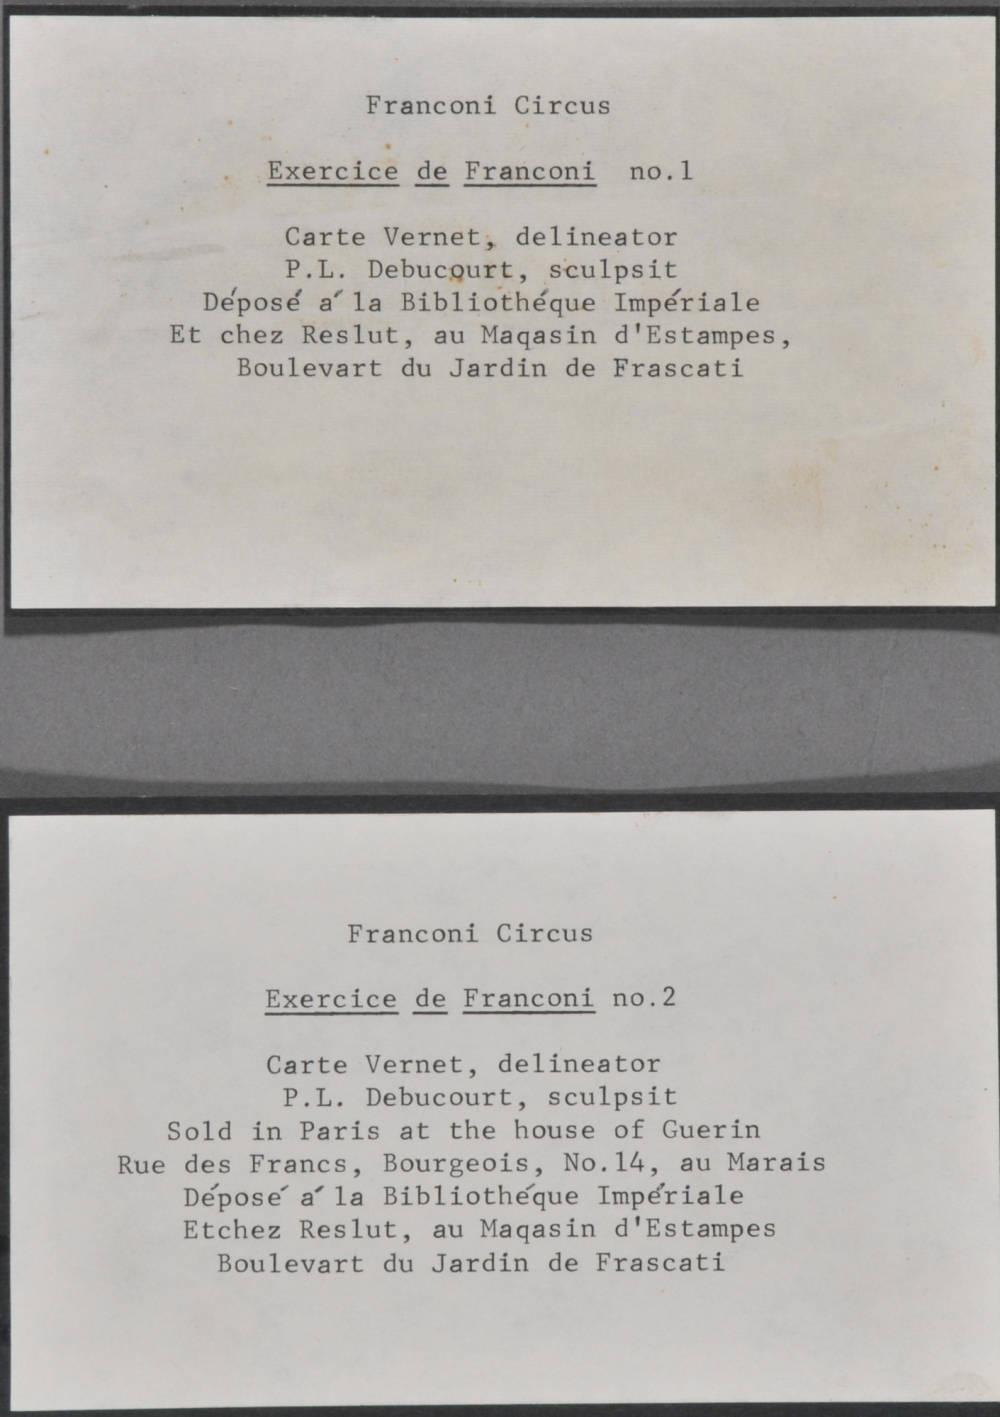 Franconi Circus
Exercice de Franconi no.1
Carte Vernet, delineator
P.L. Debucourt, sculpsit
Déposé á la Bibliothéque Impériale
Et chez Reslut, au Maqasin d'Estampes,
Boulevart du Jardin de Frascati
Franconi Circus
Exercice de Franconi no.2
Carte Vernet, delineator
P.L. Debucourt, sculpsit
Sold in Paris at the house of Guerin
Rue des Francs, Bourgeois, No.14, au Marais
Déposé á la Bibliothéque Impériale
Etchez Reslut, au Maqasin d'Estampes
Boulevart du Jardin de Frascati